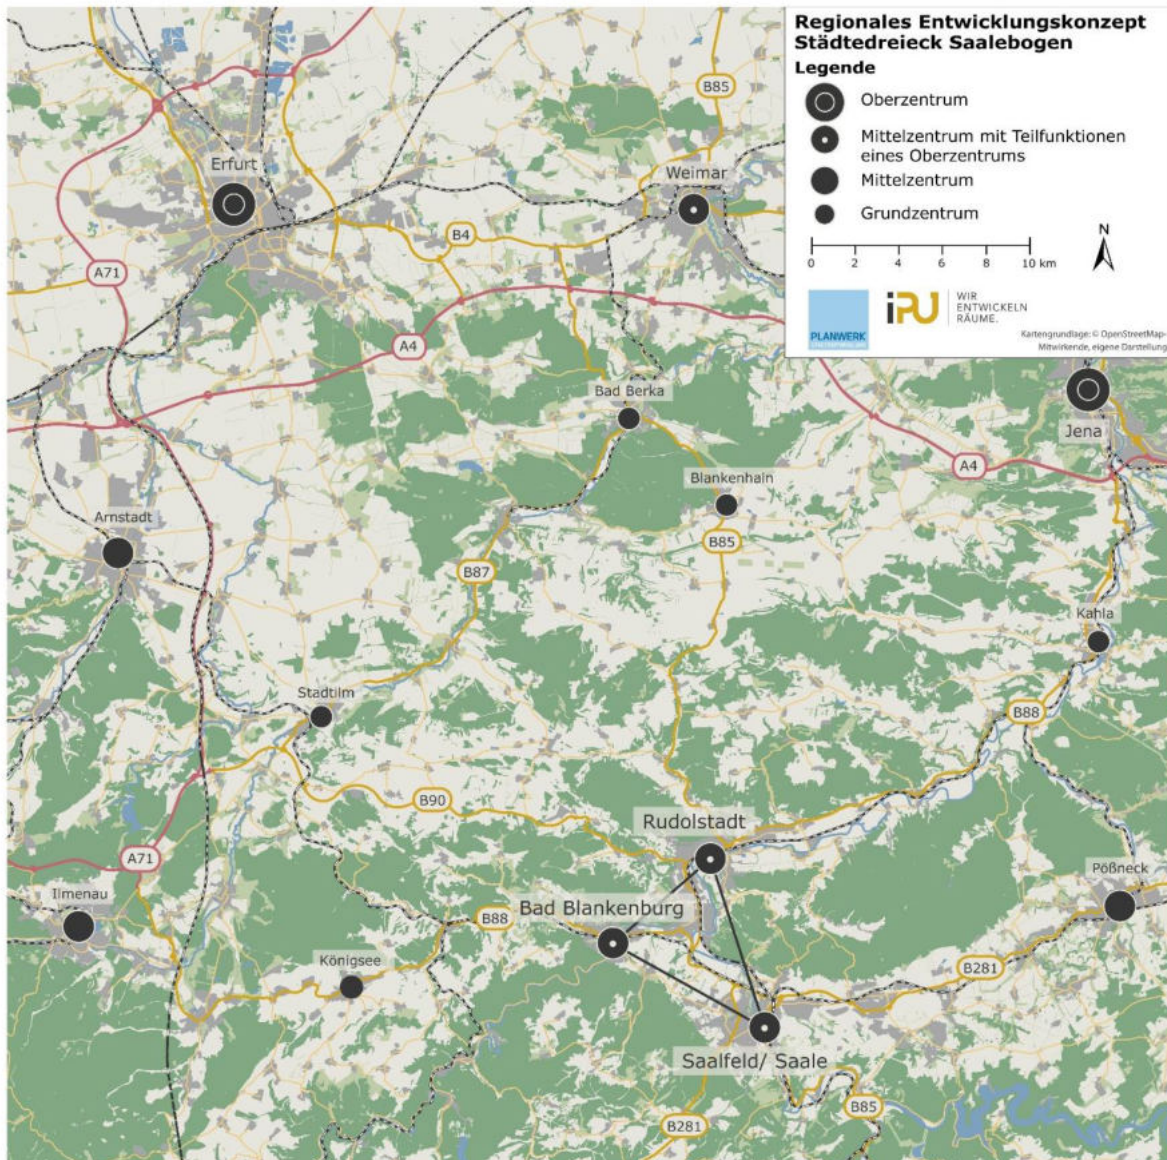 Regionales Entwicklungskonzept
Städtedreieck Saalebogen
Legende
Oberzentrum
Mittelzentrum mit Teilfunktionen
eines Oberzentrums
Mittelzentrum
Grundzentrum
N
0 2 4 6 8 10 km
PLANWERK
iPU
WIR
ENTWICKELN
RÄUME.
Kartengrundlage: © OpenStreetMap-
Mitwirkende, eigene Darstellung
B85
Erfurt
Weimar
B4
A71
A4
Bad Berka
Jena
A4
Blankenhain
Arnstadt
B85
B87
Kahla
Stadtilm
B88
B90
Rudolstadt
A71
Pößneck
Ilmenau
Bad Blankenburg
B88
Königsee
B281
Saalfeld/ Saale
B85
B281